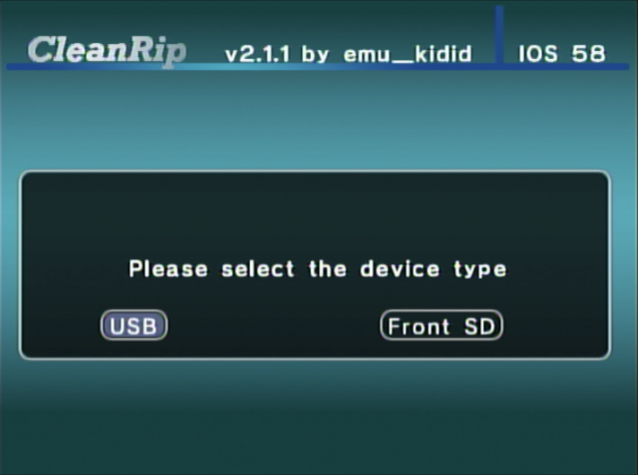 CleanRip v2.1.1 by emu_kidid IOS 58
Please select the device type
USB Front SD